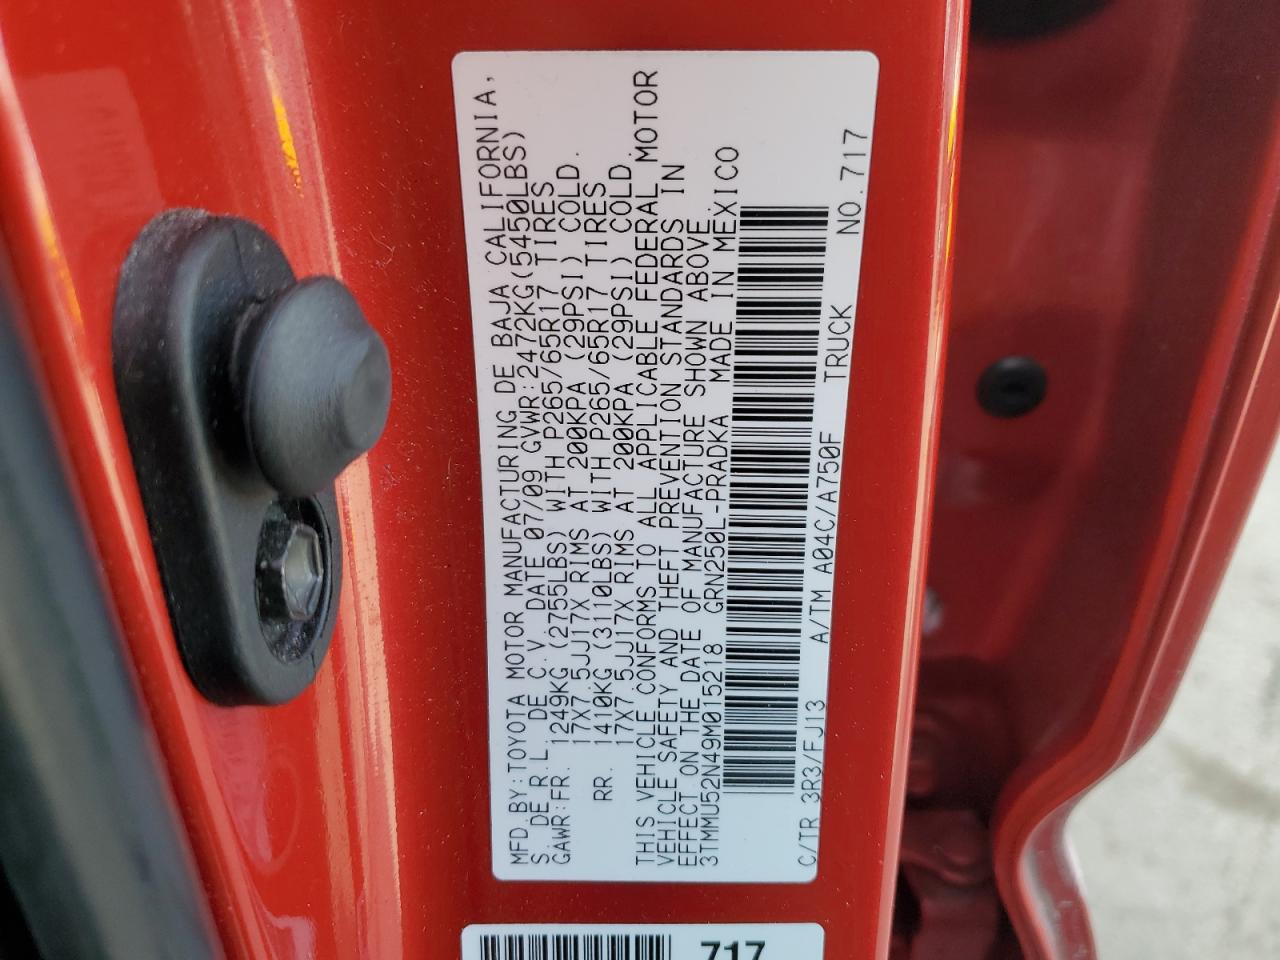 MFD.BY:TOYOTA MOTOR MANUFACTURING DE BAJA CALIFORNIA,
S. DE R.L. DE C.V. DATE 07/09 GVWR:2472KG(5450LBS)
GAWR:FR. 1249KG (2755LBS) WITH P265/65R17 TIRES
17X7.5JJ17X RIMS AT 200KPA (29PSI) COLD.
RR. 1410KG (3110LBS) WITH P265/65R17 TIRES
17X7.5JJ17X RIMS AT 200KPA (29PSI) COLD.
THIS VEHICLE CONFORMS TO ALL APPLICABLE FEDERAL MOTOR
VEHICLE SAFETY AND THEFT PREVENTION STANDARDS IN
EFFECT ON THE DATE OF MANUFACTURE SHOWN ABOVE.
3TMMU52N49M015218 GRN250L-PRADKA MADE IN MEXICO
C/TR 3R3/FJ13 A/TM A04C/A750F TRUCK NO.717
717